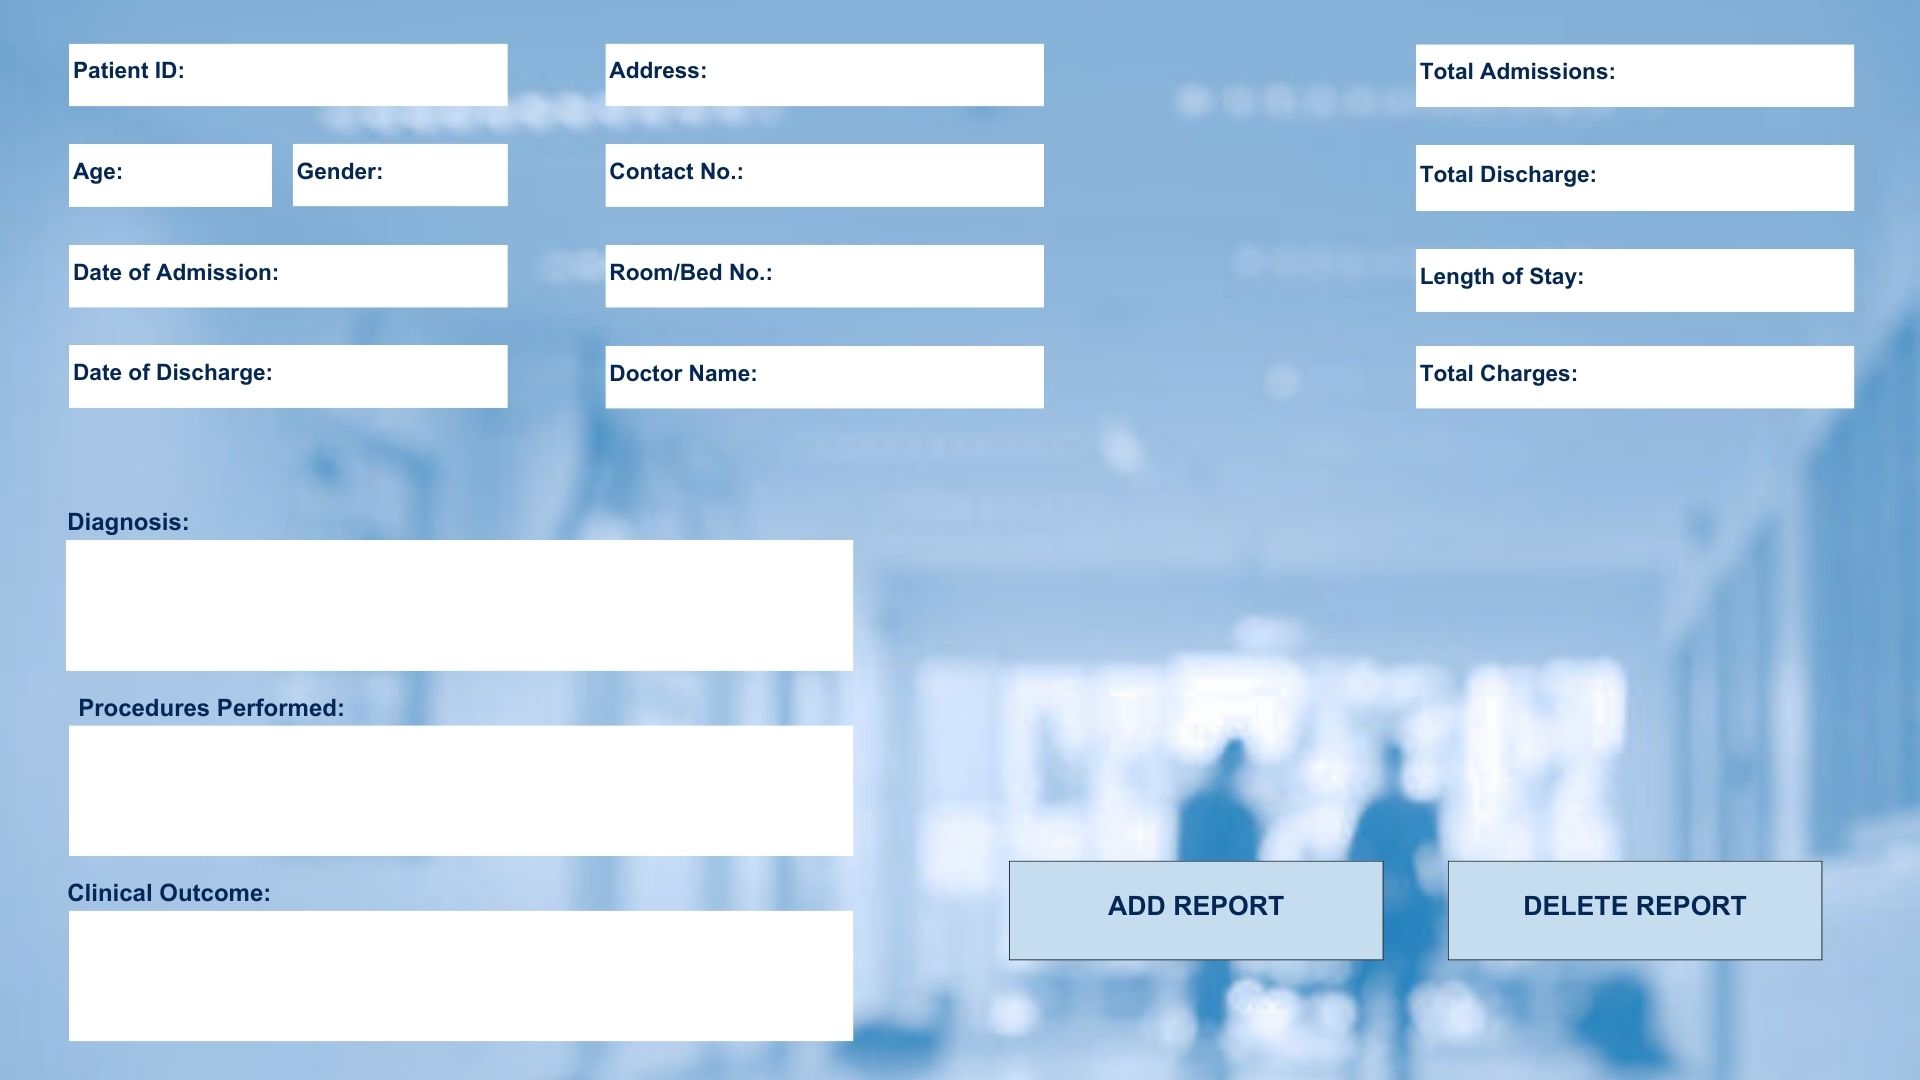 Patient ID:
Address:
Total Admissions:
Age:
Gender:
Contact No.:
Total Discharge:
Date of Admission:
Room/Bed No.:
Length of Stay:
Date of Discharge:
Doctor Name:
Total Charges:
Diagnosis:
Procedures Performed:
Clinical Outcome:
ADD REPORT
DELETE REPORT